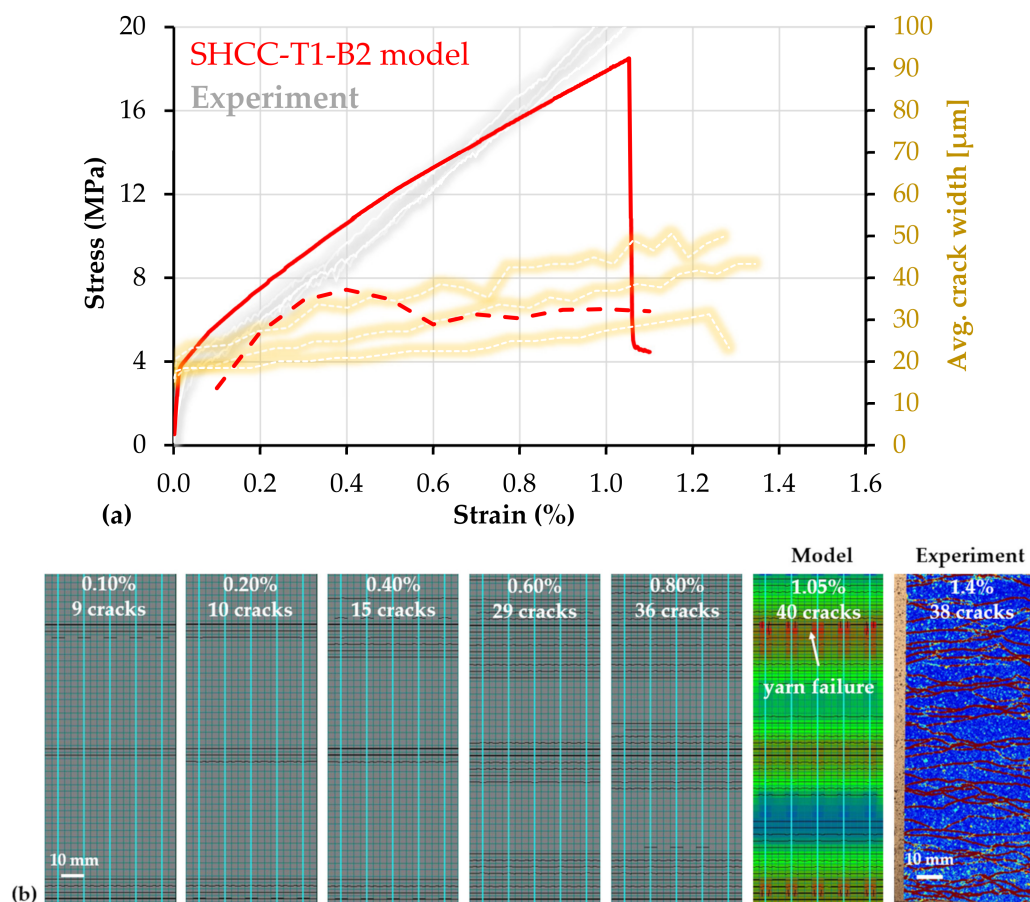 SHCC-T1-B2 model
Experiment
Stress (MPa)
20
16
12
8
4
0
Avg. crack width [µm]
100
90
80
70
60
50
40
30
20
10
0
0.0 0.2 0.4 0.6 0.8 1.0 1.2 1.4 1.6
(a)
Strain (%)
Model Experiment
0.10% 0.20% 0.40% 0.60% 0.80% 1.05% 1.4%
9 cracks 10 cracks 15 cracks 29 cracks 36 cracks 40 cracks 38 cracks
yarn failure
10 mm 10 mm
(b)